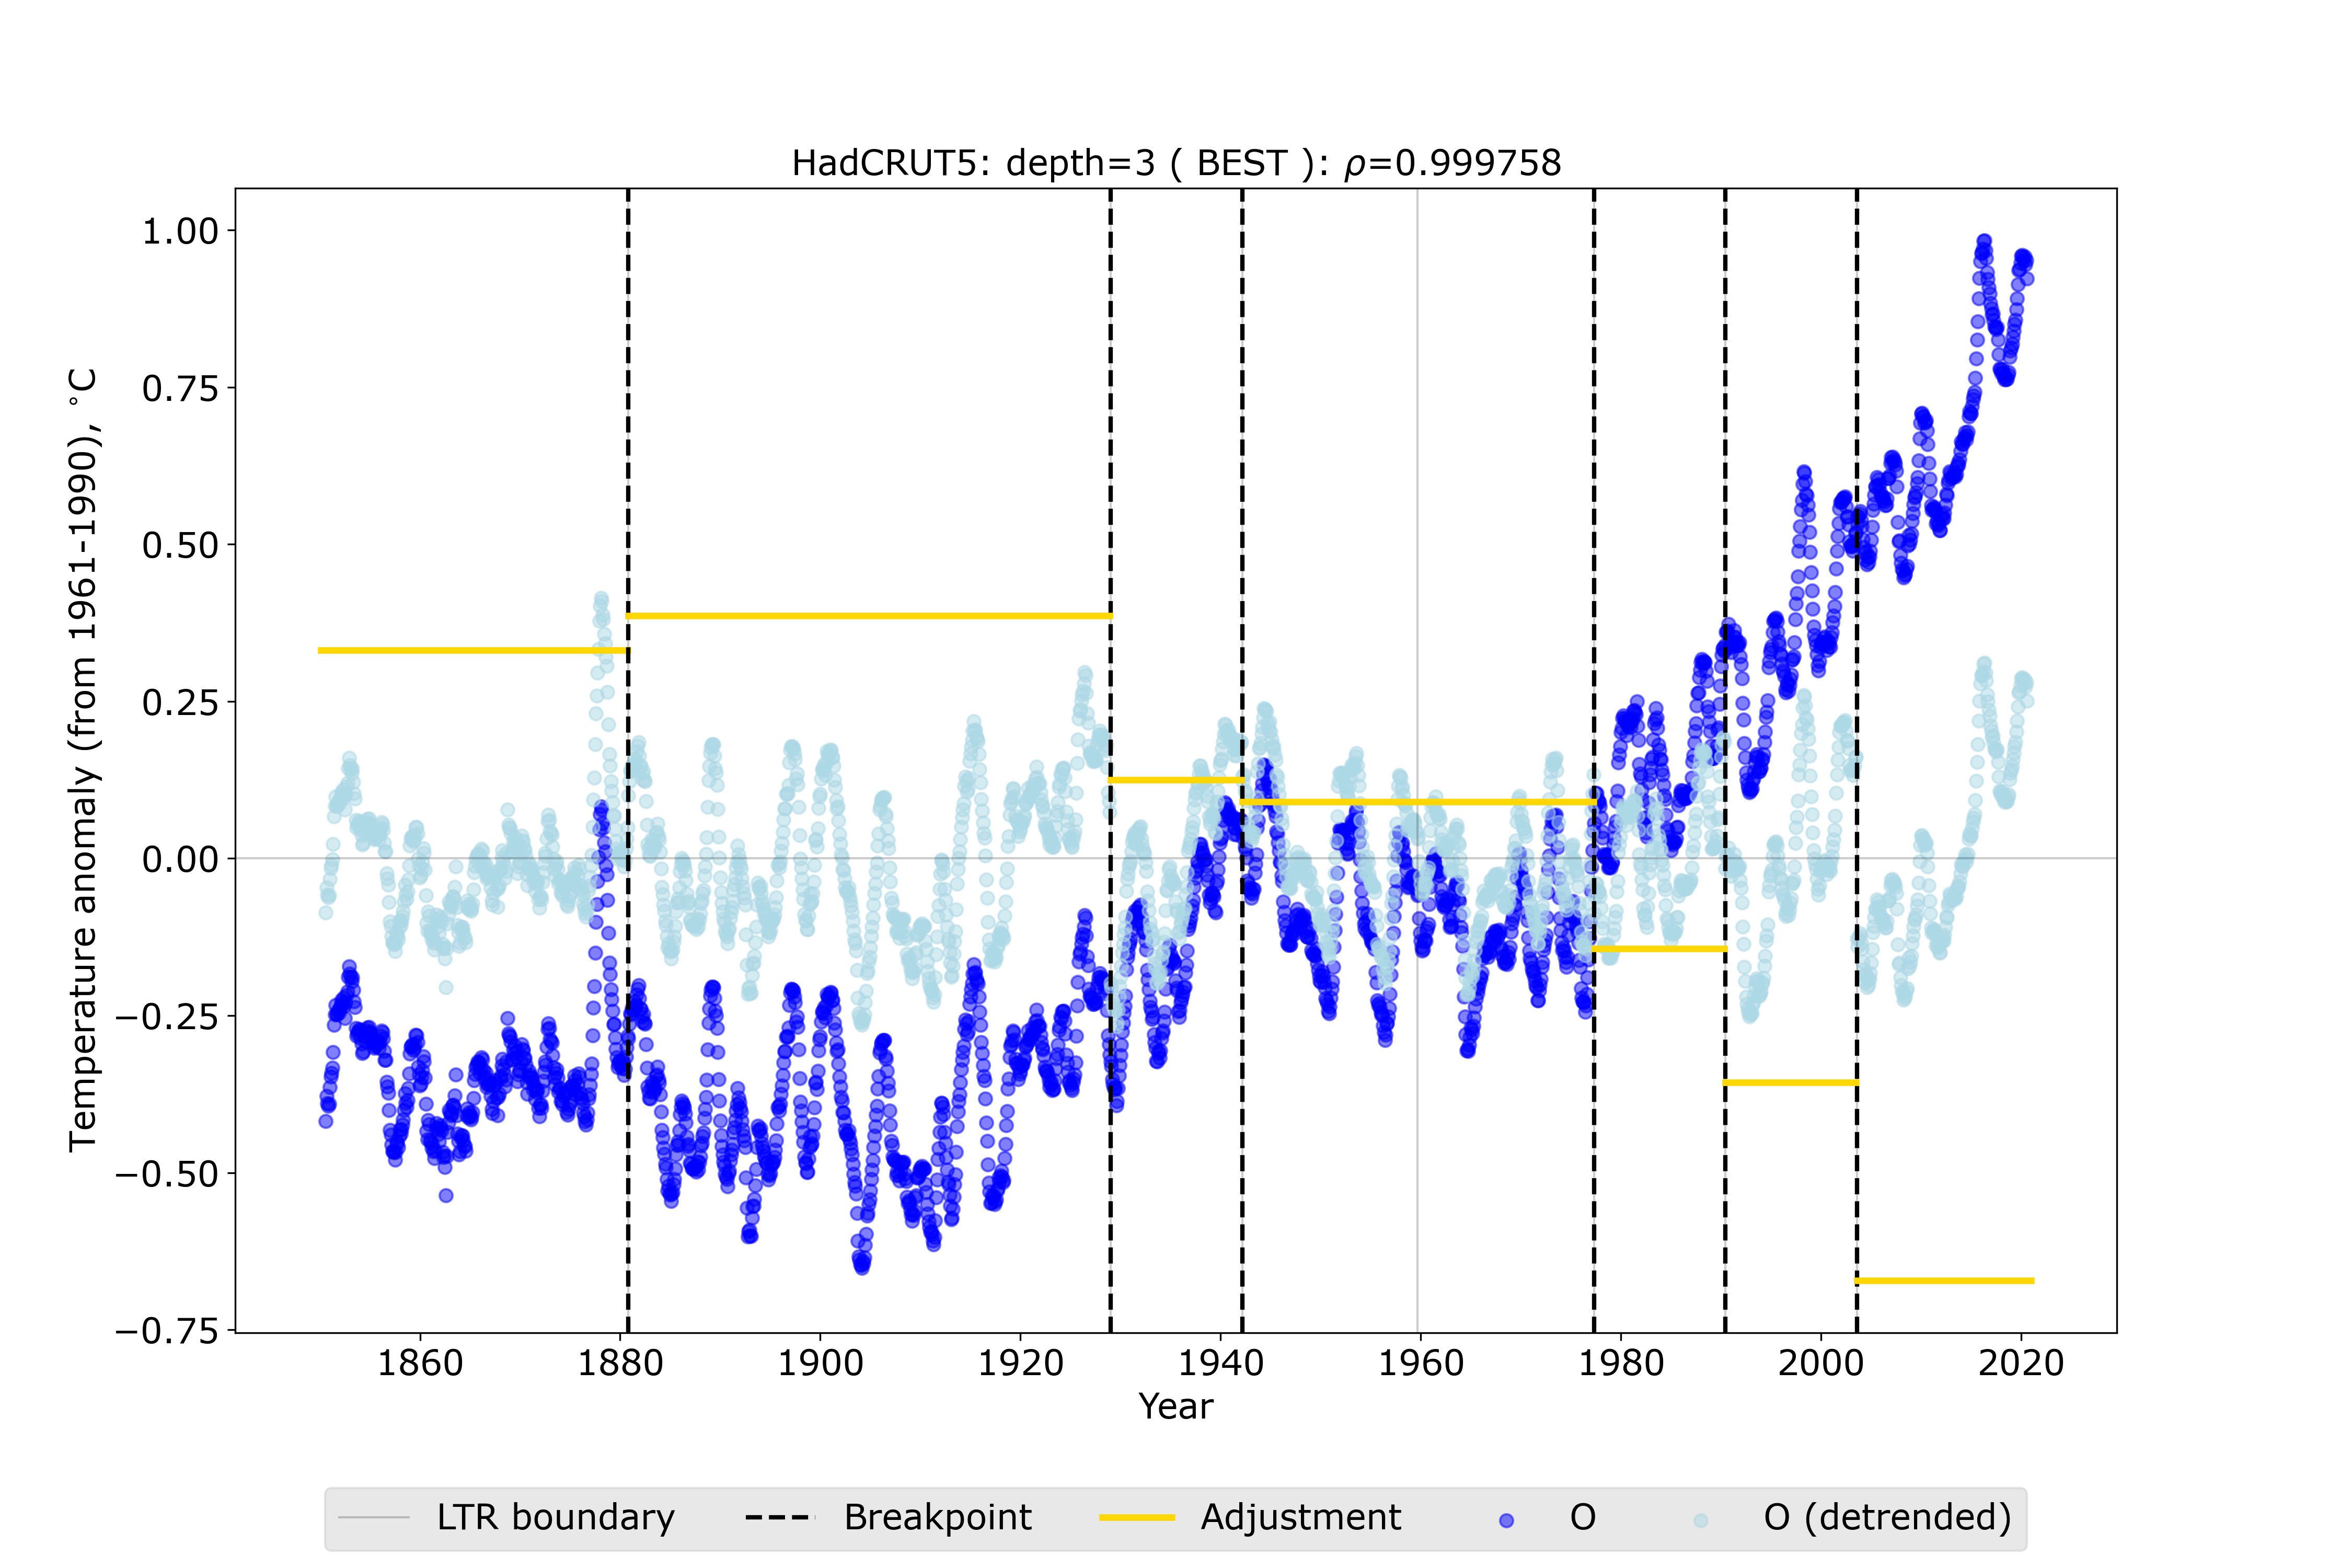 HadCRUT5: depth=3 ( BEST ): ρ=0.999758
Temperature anomaly (from 1961-1990), °C
1.00
0.75
0.50
0.25
0.00
−0.25
−0.50
−0.75
1860 1880 1900 1920 1940 1960 1980 2000 2020
Year
LTR boundary Breakpoint Adjustment O O (detrended)